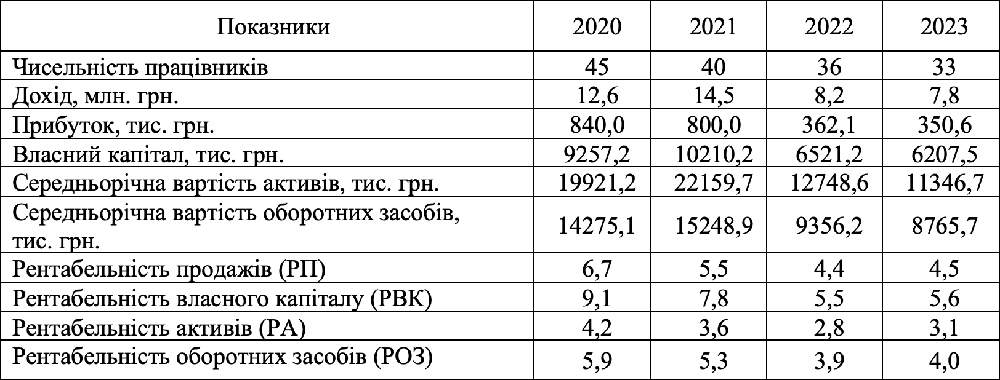 Показники 2020 2021 2022 2023
Чисельність працівників 45 40 36 33
Дохід, млн. грн. 12,6 14,5 8,2 7,8
Прибуток, тис. грн. 840,0 800,0 362,1 350,6
Власний капітал, тис. грн. 9257,2 10210,2 6521,2 6207,5
Середньорічна вартість активів, тис. грн. 19921,2 22159,7 12748,6 11346,7
Середньорічна вартість оборотних засобів,
тис. грн. 14275,1 15248,9 9356,2 8765,7
Рентабельність продажів (РП) 6,7 5,5 4,4 4,5
Рентабельність власного капіталу (РВК) 9,1 7,8 5,5 5,6
Рентабельність активів (РА) 4,2 3,6 2,8 3,1
Рентабельність оборотних засобів (РОЗ) 5,9 5,3 3,9 4,0